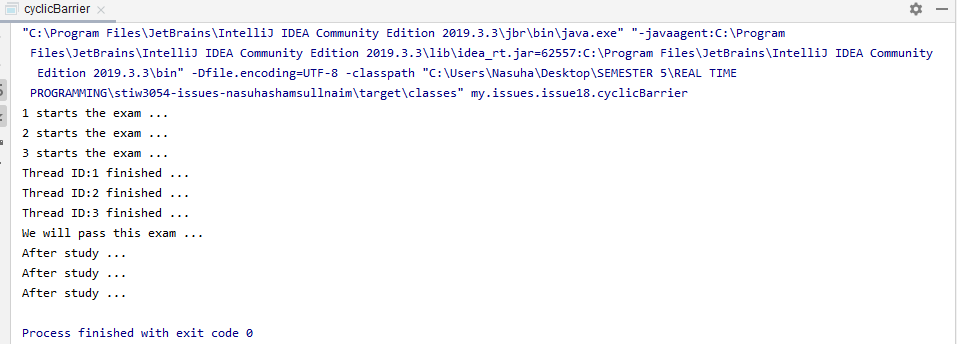 cyclicBarrier
"C:\Program Files\JetBrains\IntelliJ IDEA Community Edition 2019.3.3\jbr\bin\java.exe" "-javaagent:C:\Program
Files\JetBrains\IntelliJ IDEA Community Edition 2019.3.3\lib\idea_rt.jar=62557:C:\Program Files\JetBrains\IntelliJ IDEA Community
Edition 2019.3.3\bin" -Dfile.encoding=UTF-8 -classpath "C:\Users\Nasuha\Desktop\SEMESTER 5\REAL TIME
PROGRAMMING\stiw3054-issues-nasuhashamsullnaim\target\classes" my.issues.issue18.cyclicBarrier
1 starts the exam ...
2 starts the exam ...
3 starts the exam ...
Thread ID:1 finished ...
Thread ID:2 finished ...
Thread ID:3 finished ...
We will pass this exam ...
After study ...
After study ...
After study ...
Process finished with exit code 0